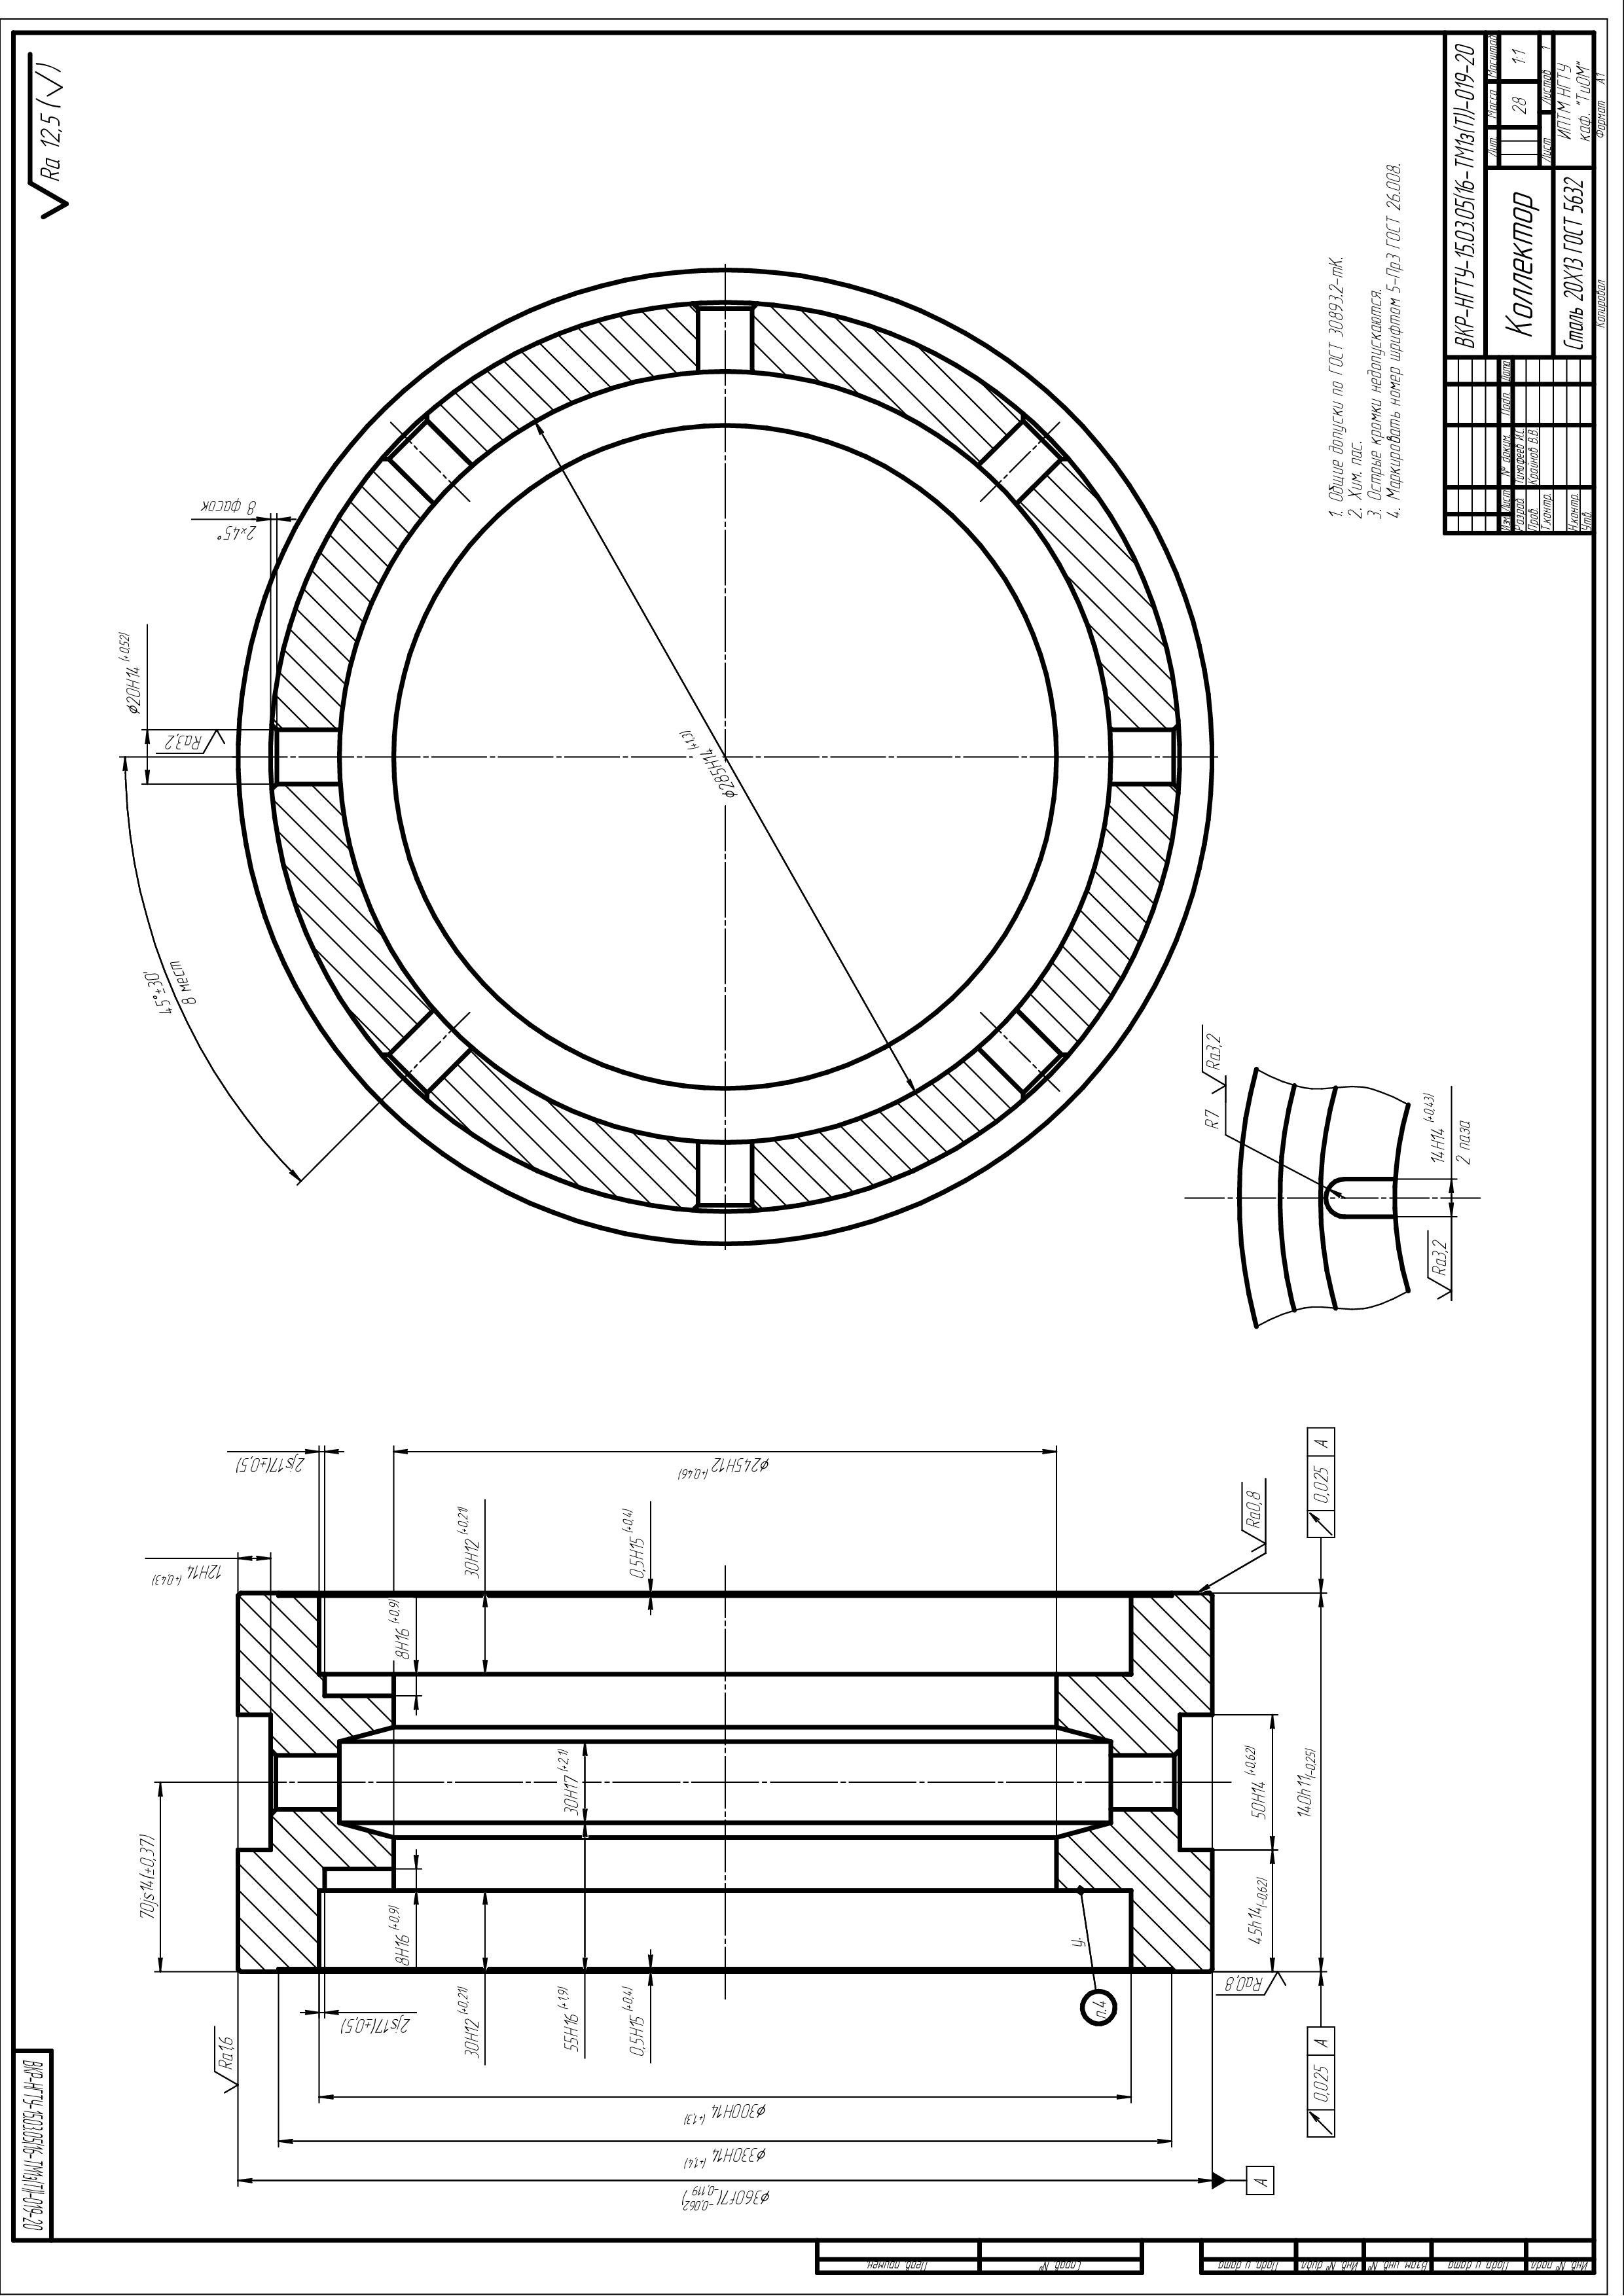 ВКР-НГТУ-15.03.05(16-ТМ1з(Т))-019-20
Ra 12,5 (√)
Ra1,6
70js14(±0,37)
12H14 (+0,43)
2js17(±0,5)
2js17(±0,5)
8H16 (+0,9)
8H16 (+0,9)
30H12 (+0,21)
30H12 (+0,21)
55H16 (+1,9)
30H17 (+2,1)
0,5H15 (+0,4)
0,5H15 (+0,4)
ϕ245H12 (+0,46)
ϕ300H14 (+1,3)
ϕ330H14 (+1,4)
ϕ360f7(-0,062
-0,119)
п.4
у.
Ra0,8
Ra0,8
45h14(-0,62)
50H14 (+0,62)
140h11(-0,25)
0,025 А
0,025 А
А
45°±30'
8 мест
ϕ20H14 (+0,52)
Ra3,2
2×45°
8 фасок
ϕ285H14 (+1,3)
R7
Ra3,2
14H14 (+0,43)
2 паза
Ra3,2
1. Общие допуски по ГОСТ 30893.2-mK.
2. Хим. пас.
3. Острые кромки недопускаются.
4. Маркировать номер шрифтом 5-Пр3 ГОСТ 26.008.
ВКР-НГТУ-15.03.05(16-ТМ1з(Т))-019-20
Изм. Лист № докум. Подп. Дата
Разраб. Тимофеев И.С.
Пров. Крайнов В.В.
Т.контр.
Н.контр.
Утв.
Коллектор
Лит. Масса Масштаб
28 1:1
Лист Листов 1
Сталь 20Х13 ГОСТ 5632
ИПТМ НГТУ
каф. "ТиОМ"
Копировал Формат А1
Перв. примен.
Справ. №
Подп. и дата
Инв. № дубл.
Взам. инв. №
Подп. и дата
Инв. № подл.